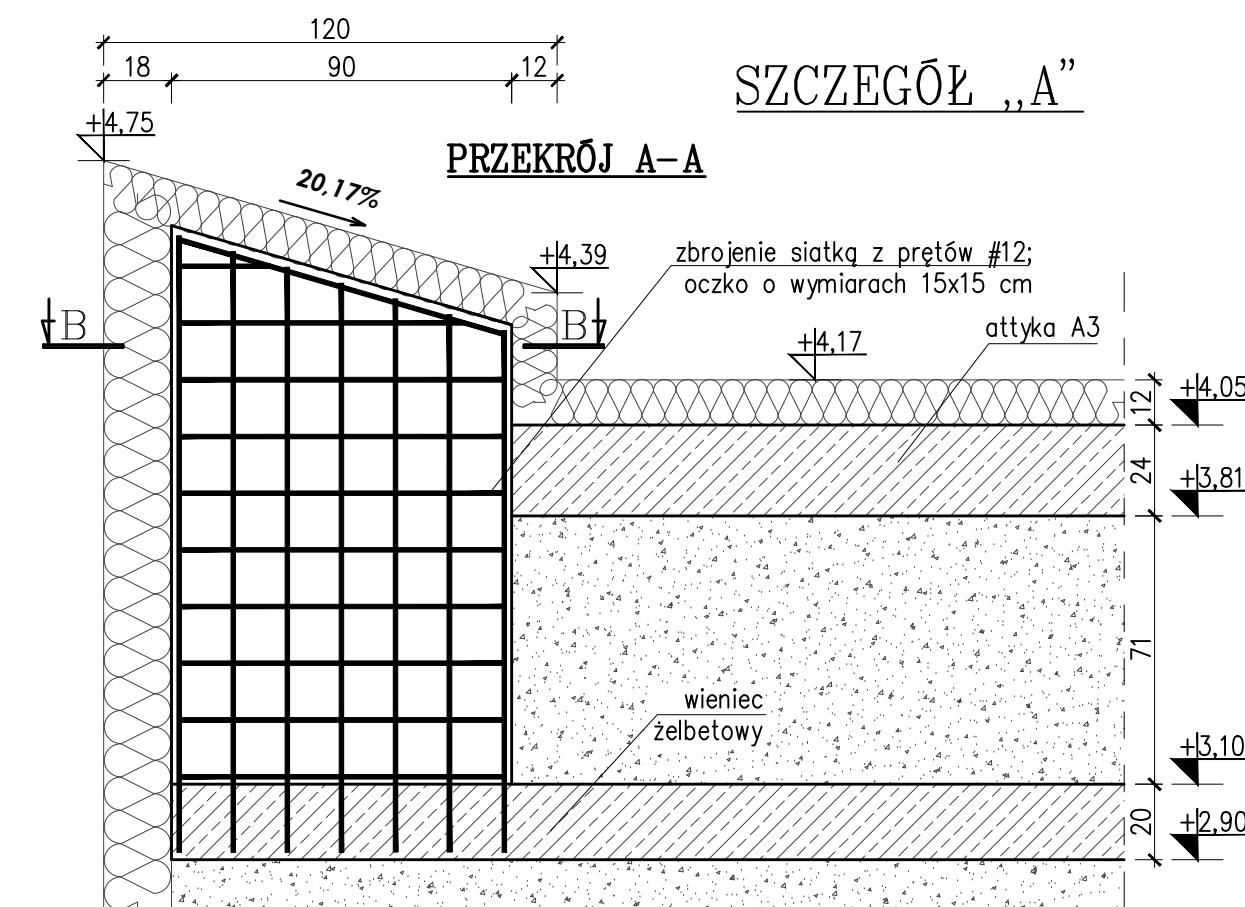 120
18 90 12
SZCZEGÓŁ ,,A”
+4,75
PRZEKRÓJ A-A
20,17%
+4,39
zbrojenie siatką z prętów #12;
oczko o wymiarach 15x15 cm
B B
attyka A3
+4,17
12
+4,05
24
+3,81
71
wieniec
żelbetowy
+3,10
20
+2,90